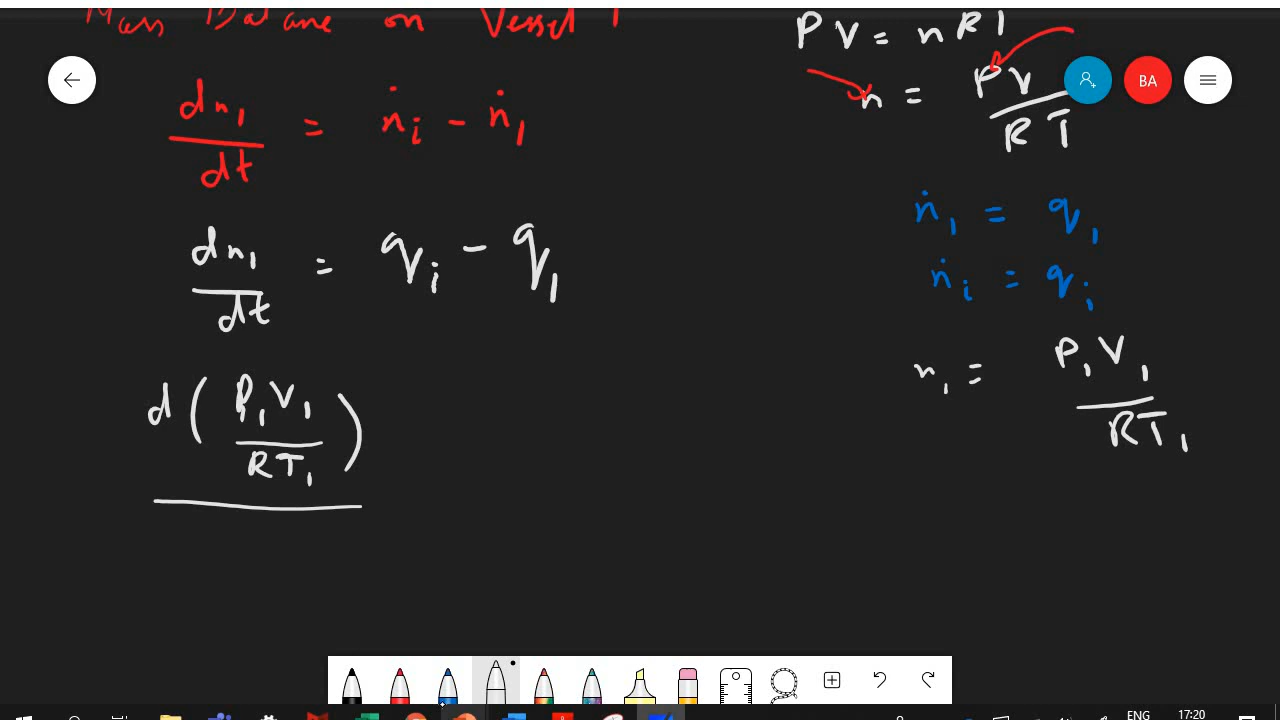 Mass Balance on Vessel 1
dn₁/dt = ṅᵢ - ṅ₁
dn₁/dt = qᵢ - q₁
d(P₁V₁/RT₁)
PV = nRT
n = PV/RT
ṅ₁ = q₁
ṅᵢ = qᵢ
n₁ = P₁V₁/RT₁
BA
ENG
17:20